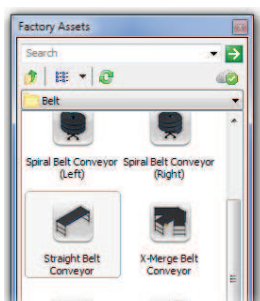 Factory Assets
Search
Belt
Spiral Belt Conveyor Spiral Belt Conveyor
(Left) (Right)
Straight Belt X-Merge Belt
Conveyor Conveyor